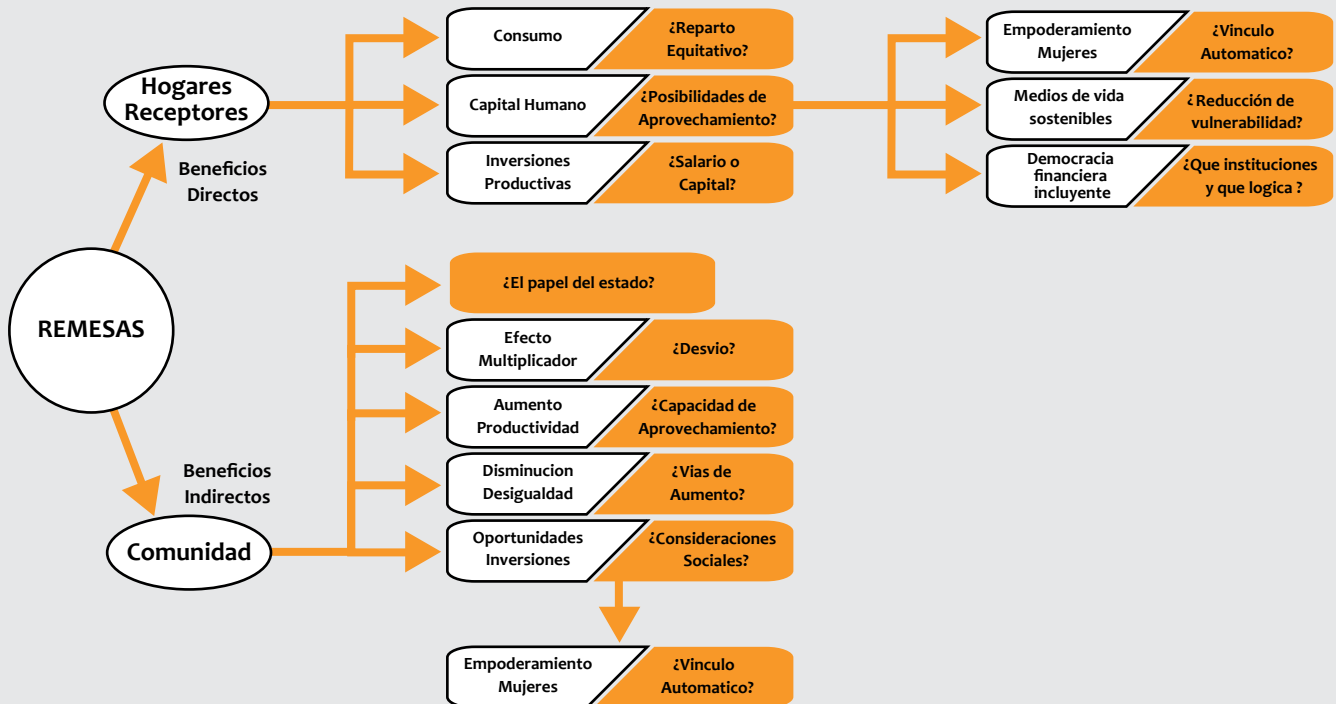 Hogares
Receptores
Beneficios
Directos
REMESAS
Beneficios
Indirectos
Comunidad
Consumo
¿Reparto
Equitativo?
Capital Humano
¿Posibilidades de
Aprovechamiento?
Inversiones
Productivas
¿Salario o
Capital?
Empoderamiento
Mujeres
¿Vinculo
Automatico?
Medios de vida
sostenibles
¿Reducción de
vulnerabilidad?
Democracia
financiera
incluyente
¿Que instituciones
y que logica ?
¿El papel del estado?
Efecto
Multiplicador
¿Desvio?
Aumento
Productividad
¿Capacidad de
Aprovechamiento?
Disminucion
Desigualdad
¿Vias de
Aumento?
Oportunidades
Inversiones
¿Consideraciones
Sociales?
Empoderamiento
Mujeres
¿Vinculo
Automatico?